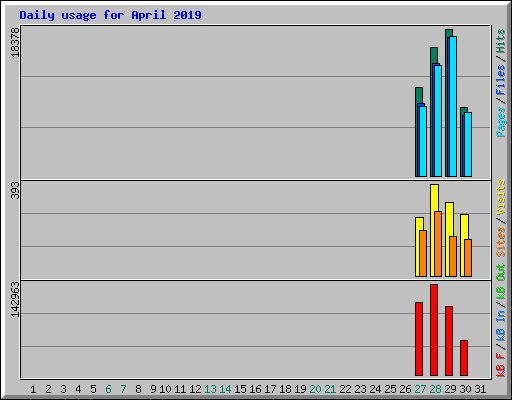 Daily usage for April 2019
18378
393
142963
Pages/Files/Hits
Sites/Visits
kB F/kB In/kB Out
1 2 3 4 5 6 7 8 9 10 11 12 13 14 15 16 17 18 19 20 21 22 23 24 25 26 27 28 29 30 31